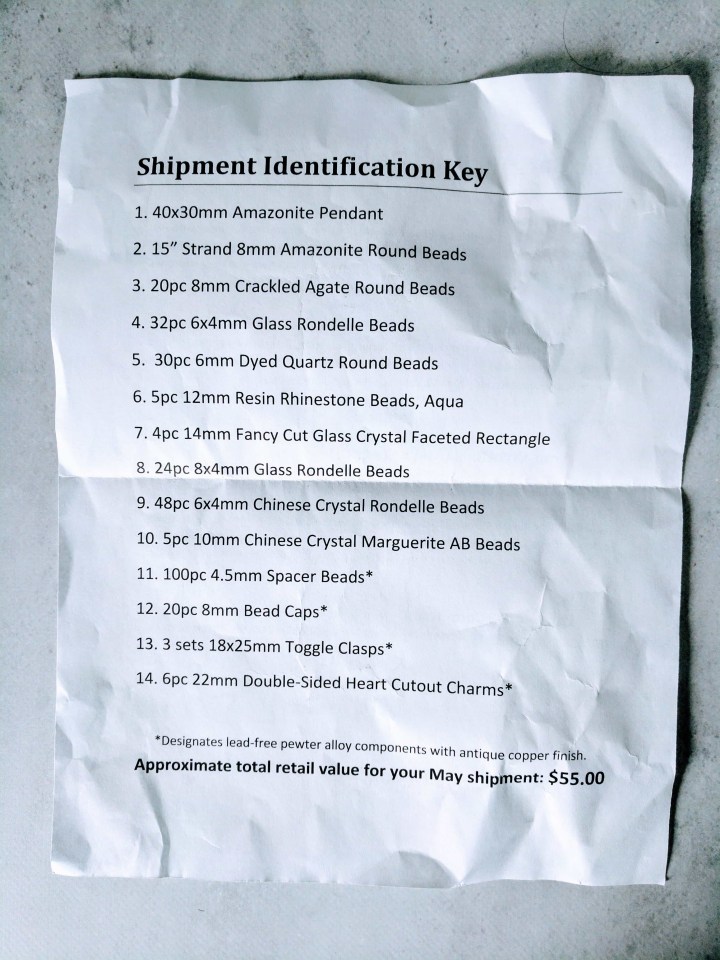 Shipment Identification Key
1. 40x30mm Amazonite Pendant
2. 15” Strand 8mm Amazonite Round Beads
3. 20pc 8mm Crackled Agate Round Beads
4. 32pc 6x4mm Glass Rondelle Beads
5. 30pc 6mm Dyed Quartz Round Beads
6. 5pc 12mm Resin Rhinestone Beads, Aqua
7. 4pc 14mm Fancy Cut Glass Crystal Faceted Rectangle
8. 24pc 8x4mm Glass Rondelle Beads
9. 48pc 6x4mm Chinese Crystal Rondelle Beads
10. 5pc 10mm Chinese Crystal Marguerite AB Beads
11. 100pc 4.5mm Spacer Beads*
12. 20pc 8mm Bead Caps*
13. 3 sets 18x25mm Toggle Clasps*
14. 6pc 22mm Double-Sided Heart Cutout Charms*
*Designates lead-free pewter alloy components with antique copper finish.
Approximate total retail value for your May shipment: $55.00